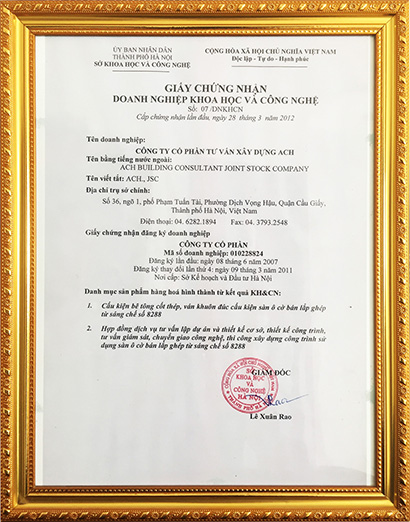 ỦY BAN NHÂN DÂN
THÀNH PHỐ HÀ NỘI
SỞ KHOA HỌC VÀ CÔNG NGHỆ
CỘNG HÒA XÃ HỘI CHỦ NGHĨA VIỆT NAM
Độc lập - Tự do - Hạnh phúc
GIẤY CHỨNG NHẬN
DOANH NGHIỆP KHOA HỌC VÀ CÔNG NGHỆ
Số: 07 /DNKHCN
Cấp chứng nhận lần đầu, ngày 28 tháng 3 năm 2012
Tên doanh nghiệp:
CÔNG TY CỔ PHẦN TƯ VẤN XÂY DỰNG ACH
Tên bằng tiếng nước ngoài:
ACH BUILDING CONSULTANT JOINT STOCK COMPANY
Tên viết tắt: ACH., JSC
Địa chỉ trụ sở chính:
Số 36, ngõ 1, phố Phạm Tuấn Tài, Phường Dịch Vọng Hậu, Quận Cầu Giấy,
Thành phố Hà Nội, Việt Nam
Điện thoại: 04. 6282.1894 Fax: 04. 3793.2548
Giấy chứng nhận đăng ký doanh nghiệp
CÔNG TY CỔ PHẦN
Mã số doanh nghiệp: 010228824
Đăng ký lần đầu: ngày 08 tháng 6 năm 2007
Đăng ký thay đổi lần thứ 4: ngày 09 tháng 3 năm 2011
Nơi cấp: Sở Kế hoạch và Đầu tư Hà Nội
Danh mục sản phẩm hàng hoá hình thành từ kết quả KH&CN:
1. Cấu kiện bê tông cốt thép, ván khuôn đúc cấu kiện sàn ô cờ bán lắp ghép
từ sáng chế số 8288
2. Hợp đồng dịch vụ tư vấn lập dự án và thiết kế cơ sở, thiết kế công trình,
tư vấn giám sát, chuyển giao công nghệ, thi công xây dựng công trình sử
dụng sàn ô cờ bán lắp ghép từ sáng chế số 8288
GIÁM ĐỐC
SỞ
KHOA HỌC
VÀ
CÔNG NGHỆ
HÀ NỘI
Lê Xuân Rao